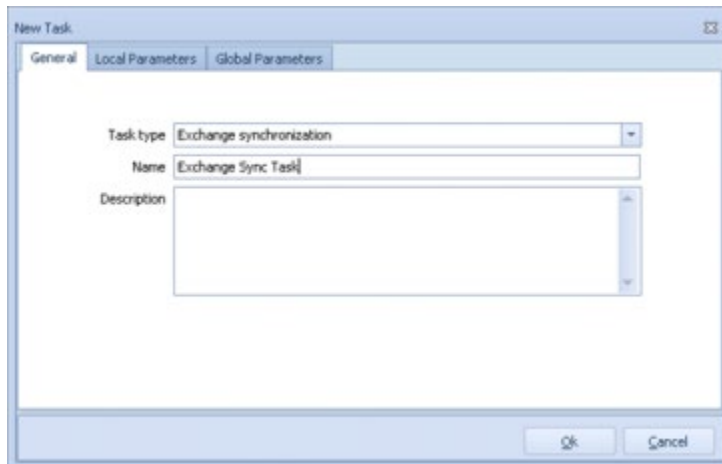 New Task
General Local Parameters Global Parameters
Task type Exchange synchronization
Name Exchange Sync Task
Description
Ok Cancel